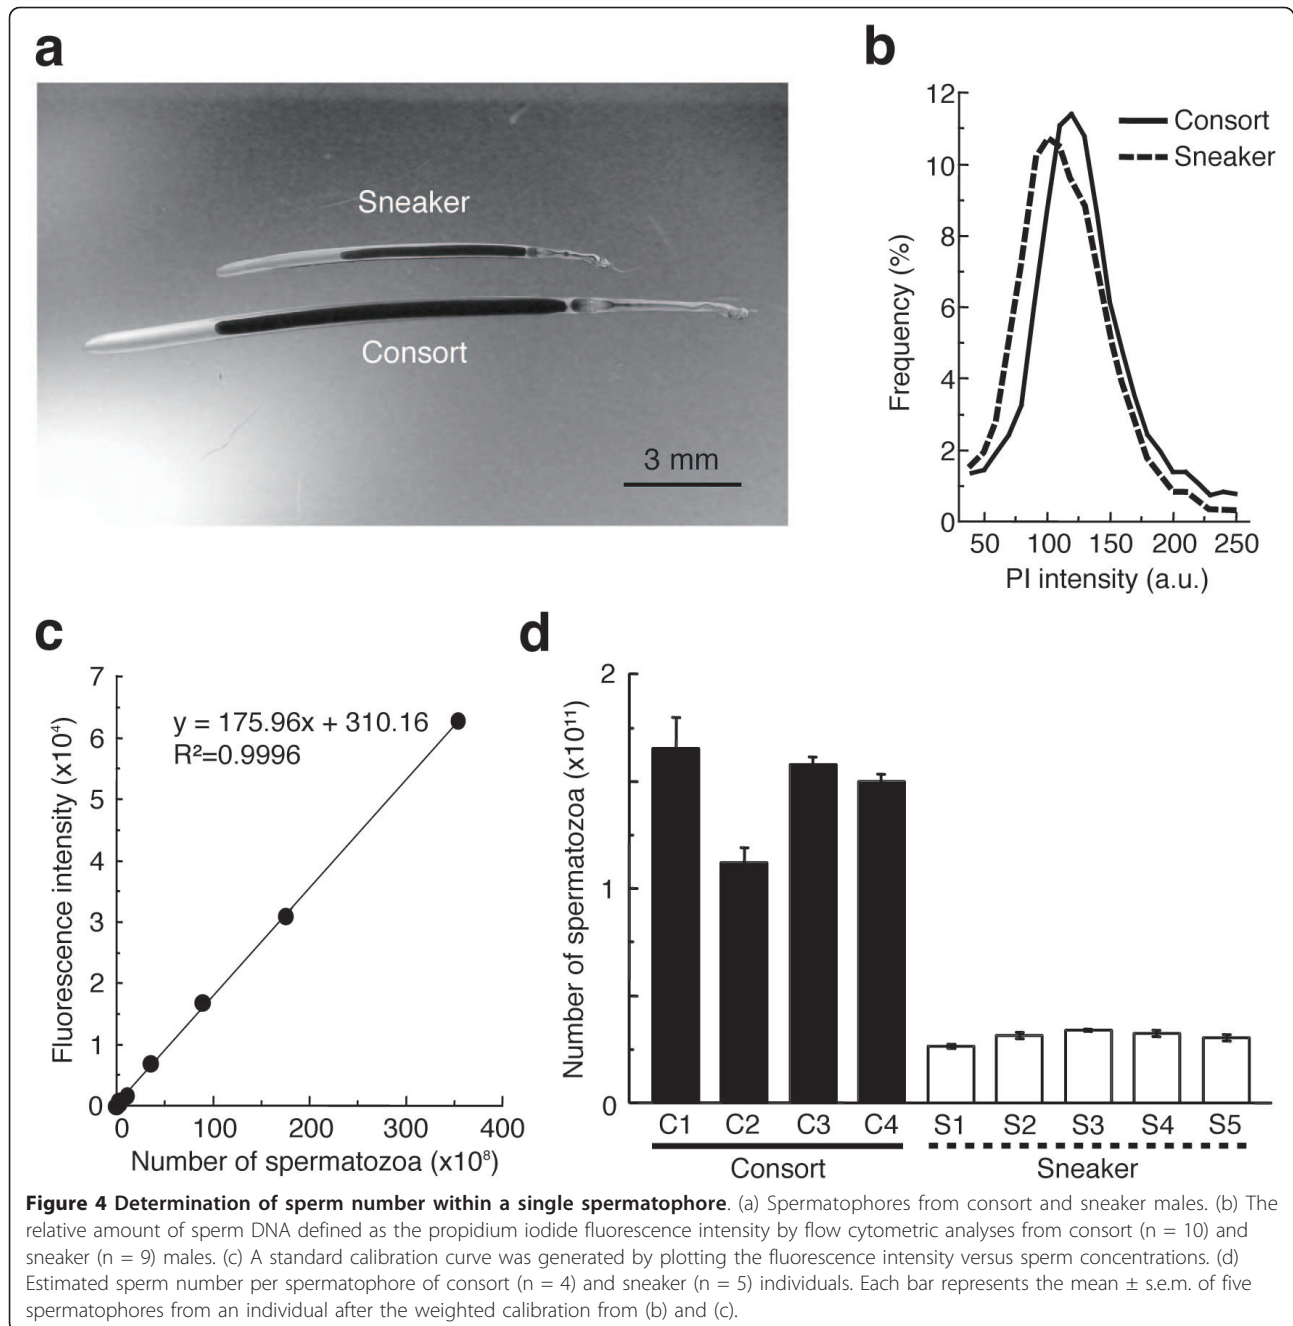 a
Sneaker
Consort
3 mm
b
12
10
8
6
4
2
0
Frequency (%)
50 100 150 200 250
PI intensity (a.u.)
Consort
Sneaker
c
7
6
5
4
3
2
1
0
Fluorescence intensity (x10⁴)
y = 175.96x + 310.16
R²=0.9996
0 100 200 300 400
Number of spermatozoa (x10⁸)
d
2
1
0
Number of spermatozoa (x10¹¹)
C1 C2 C3 C4 S1 S2 S3 S4 S5
Consort Sneaker
Figure 4 Determination of sperm number within a single spermatophore. (a) Spermatophores from consort and sneaker males. (b) The
relative amount of sperm DNA defined as the propidium iodide fluorescence intensity by flow cytometric analyses from consort (n = 10) and
sneaker (n = 9) males. (c) A standard calibration curve was generated by plotting the fluorescence intensity versus sperm concentrations. (d)
Estimated sperm number per spermatophore of consort (n = 4) and sneaker (n = 5) individuals. Each bar represents the mean ± s.e.m. of five
spermatophores from an individual after the weighted calibration from (b) and (c).